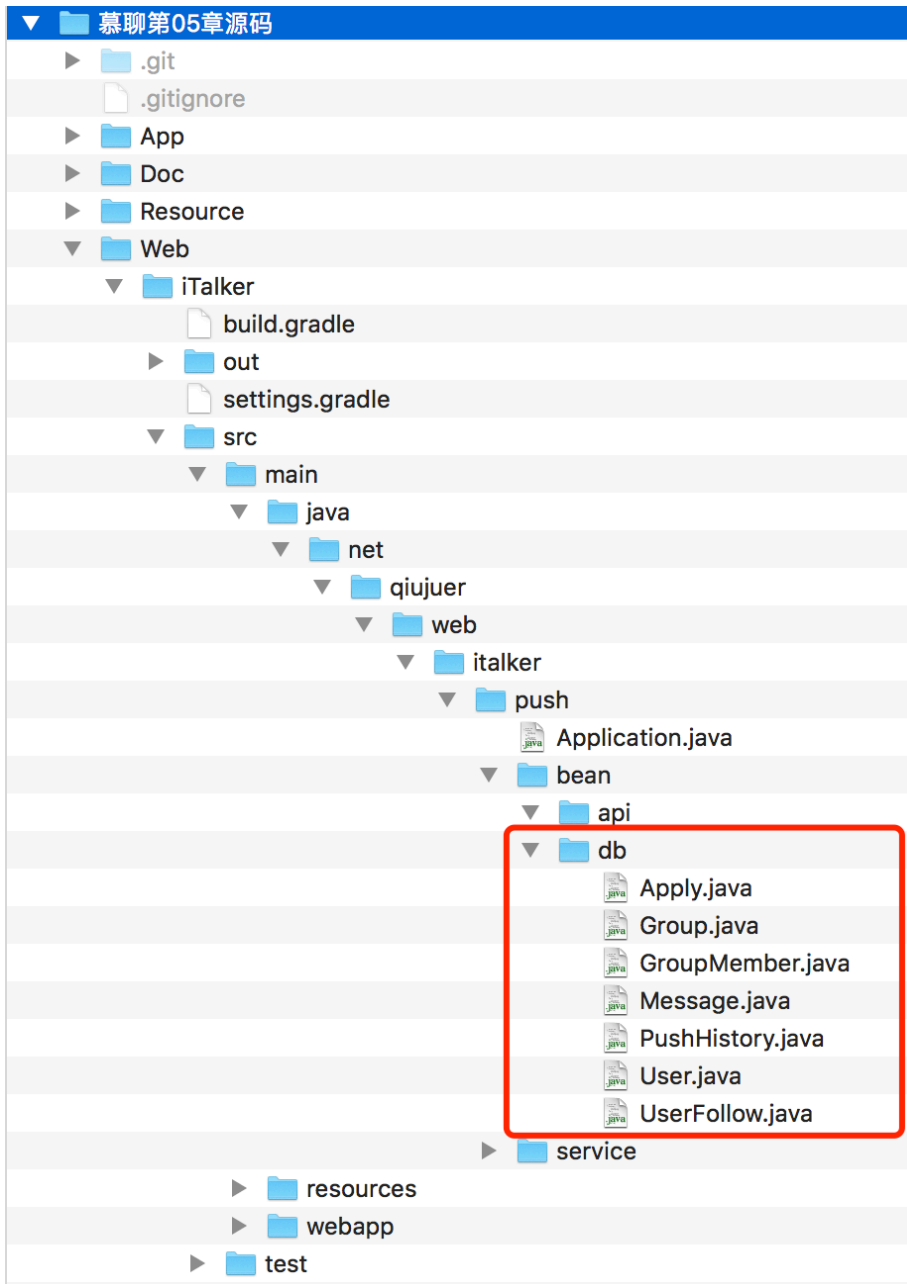 慕聊第05章源码
.git
.gitignore
App
Doc
Resource
Web
iTalker
build.gradle
out
settings.gradle
src
main
java
net
qiujuer
web
italker
push
Application.java
bean
api
db
Apply.java
Group.java
GroupMember.java
Message.java
PushHistory.java
User.java
UserFollow.java
service
resources
webapp
test